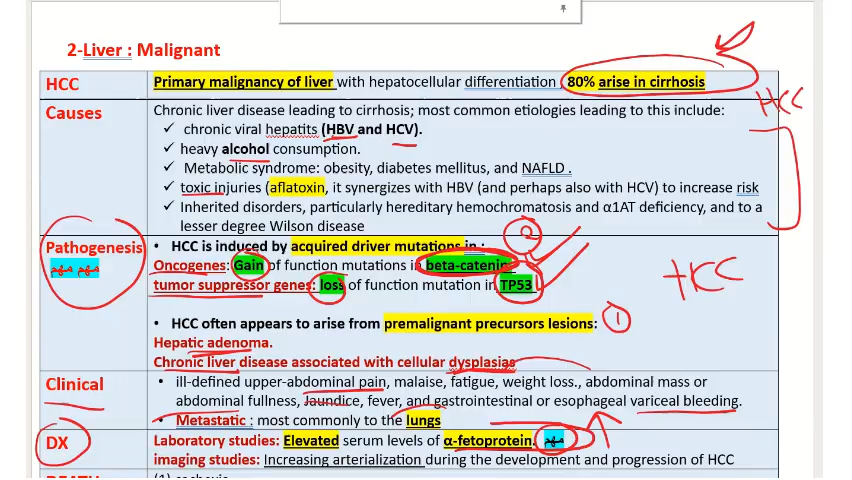 2-Liver : Malignant
HCC
Primary malignancy of liver with hepatocellular differentiation , 80% arise in cirrhosis
HCC
Causes
Chronic liver disease leading to cirrhosis; most common etiologies leading to this include:
✓ chronic viral hepatits (HBV and HCV).
✓ heavy alcohol consumption.
✓ Metabolic syndrome: obesity, diabetes mellitus, and NAFLD .
✓ toxic injuries (aflatoxin, it synergizes with HBV (and perhaps also with HCV) to increase risk
✓ Inherited disorders, particularly hereditary hemochromatosis and α1AT deficiency, and to a
lesser degree Wilson disease
Pathogenesis
مهم مهم
• HCC is induced by acquired driver mutations in :
Oncogenes: Gain of function mutations in beta-catenin.
tumor suppressor genes: loss of function mutation in TP53
2
HCC
• HCC often appears to arise from premalignant precursors lesions:
1
Hepatic adenoma.
Chronic liver disease associated with cellular dysplasias
Clinical
• ill-defined upper-abdominal pain, malaise, fatigue, weight loss., abdominal mass or
abdominal fullness, Jaundice, fever, and gastrointestinal or esophageal variceal bleeding.
• Metastatic : most commonly to the lungs
DX
Laboratory studies: Elevated serum levels of α-fetoprotein. مهم
imaging studies: Increasing arterialization during the development and progression of HCC
DEATH
(1) cachexia